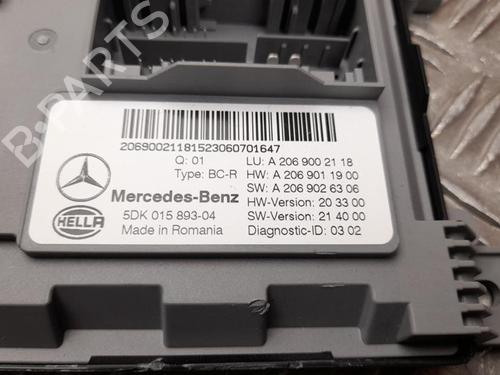 B-PARTS
2069002118152306070​1647
Q: 01
LU: A 206 900 21 18
Type: BC-R
HW: A 206 901 19 00
SW: A 206 902 63 06
Mercedes-Benz
HW-Version: 20 33 00
HELLA
5DK 015 893-04
SW-Version: 21 40 00
Made in Romania
Diagnostic-ID: 03 02